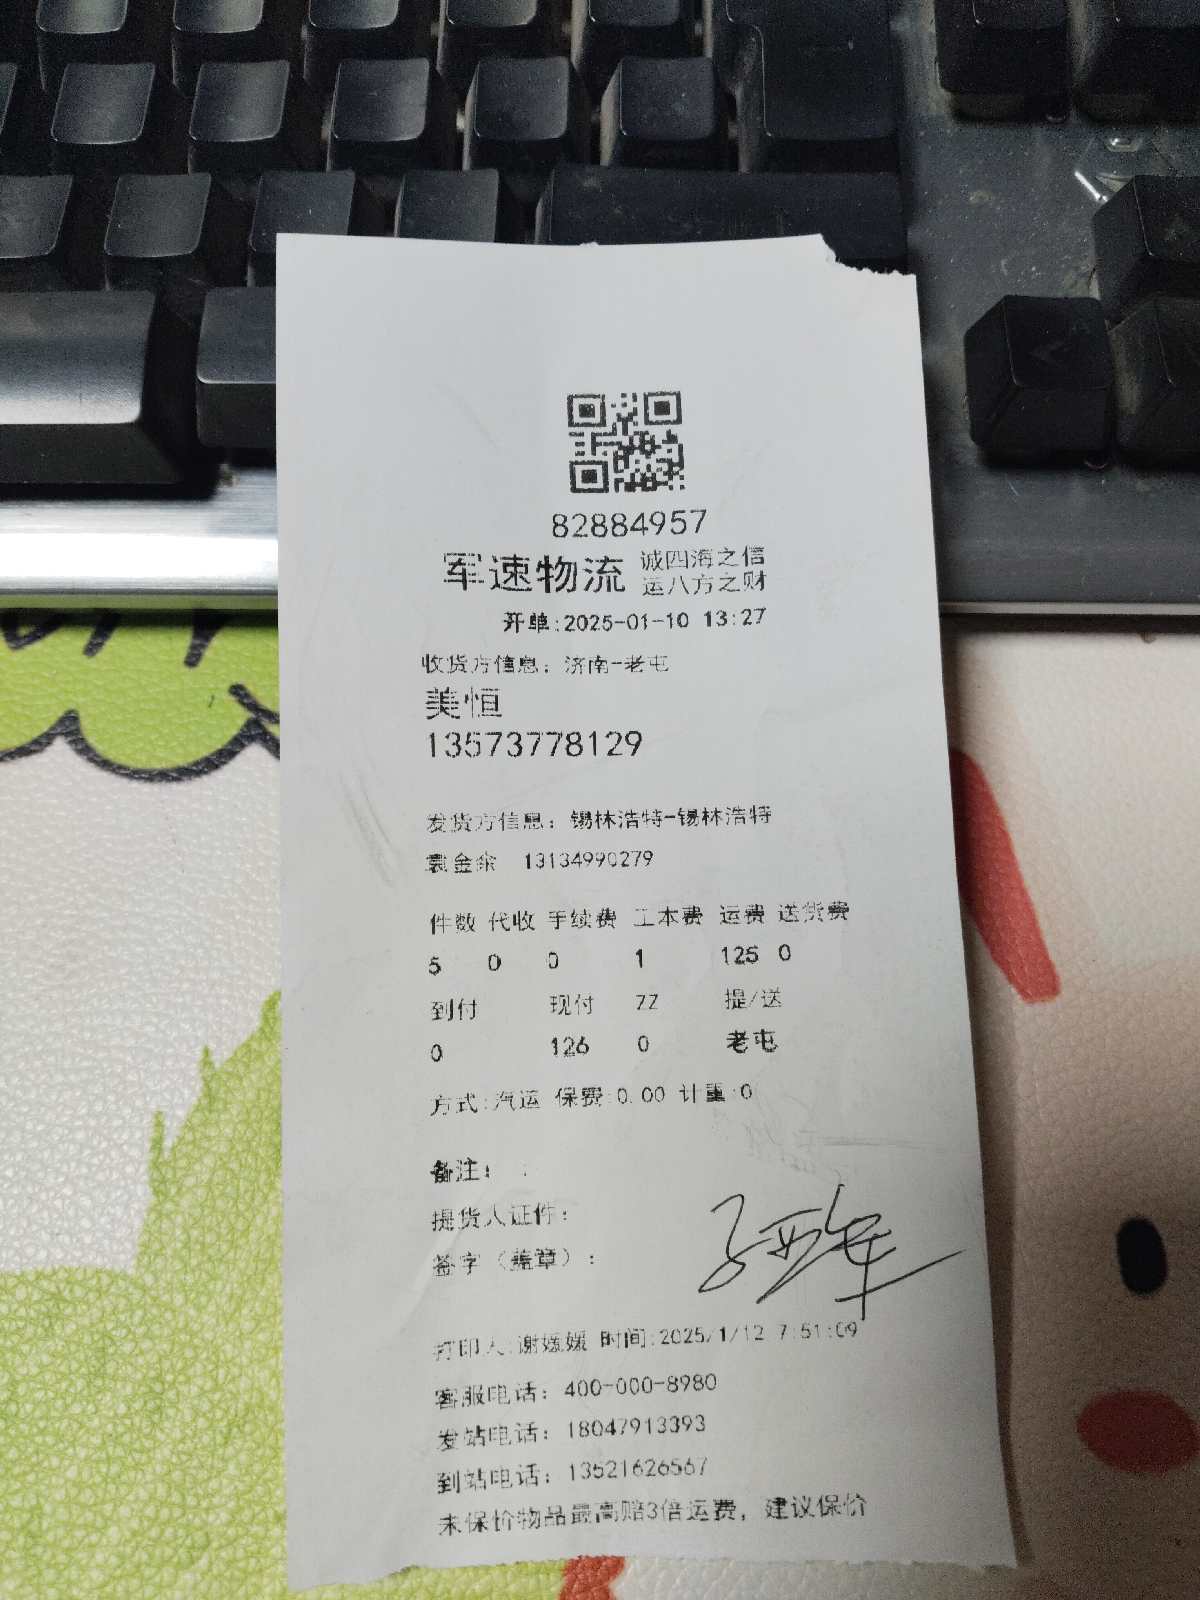 82884957
军速物流 诚四海之信
运八方之财
开单:2025-01-10 13:27
收货方信息: 济南-老屯
美恒
13573778129
发货方信息: 锡林浩特-锡林浩特
袁金余 13134990279
件数 代收 手续费 工本费 运费 送货费
5 0 0 1 125 0
到付 现付 ZZ 提/送
0 126 0 老屯
方式:汽运 保费:0.00 计重:0
备注: :
提货人证件:
签字（盖章）:
打印人:谢媛媛 时间:2025/1/12 7:51:09
客服电话: 400-000-8980
发站电话: 18047913393
到站电话: 13521626567
未保价物品最高赔3倍运费, 建议保价